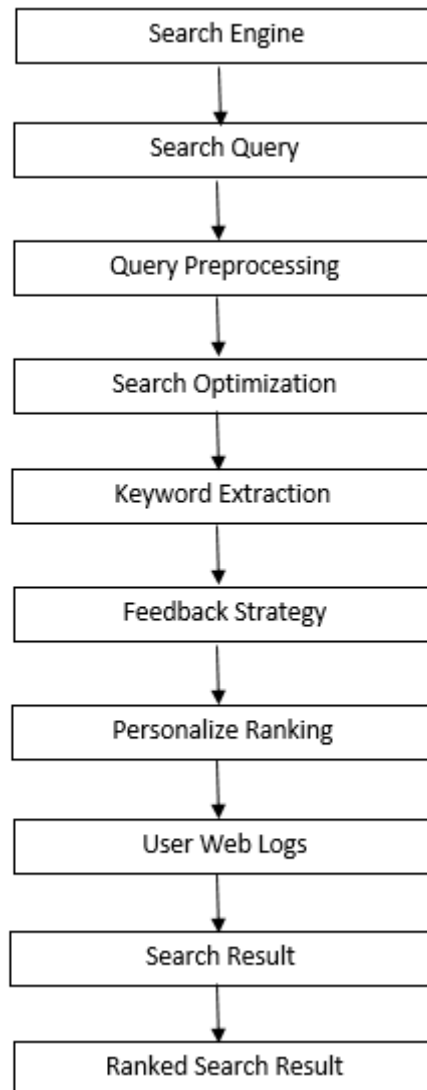 Search Engine
Search Query
Query Preprocessing
Search Optimization
Keyword Extraction
Feedback Strategy
Personalize Ranking
User Web Logs
Search Result
Ranked Search Result